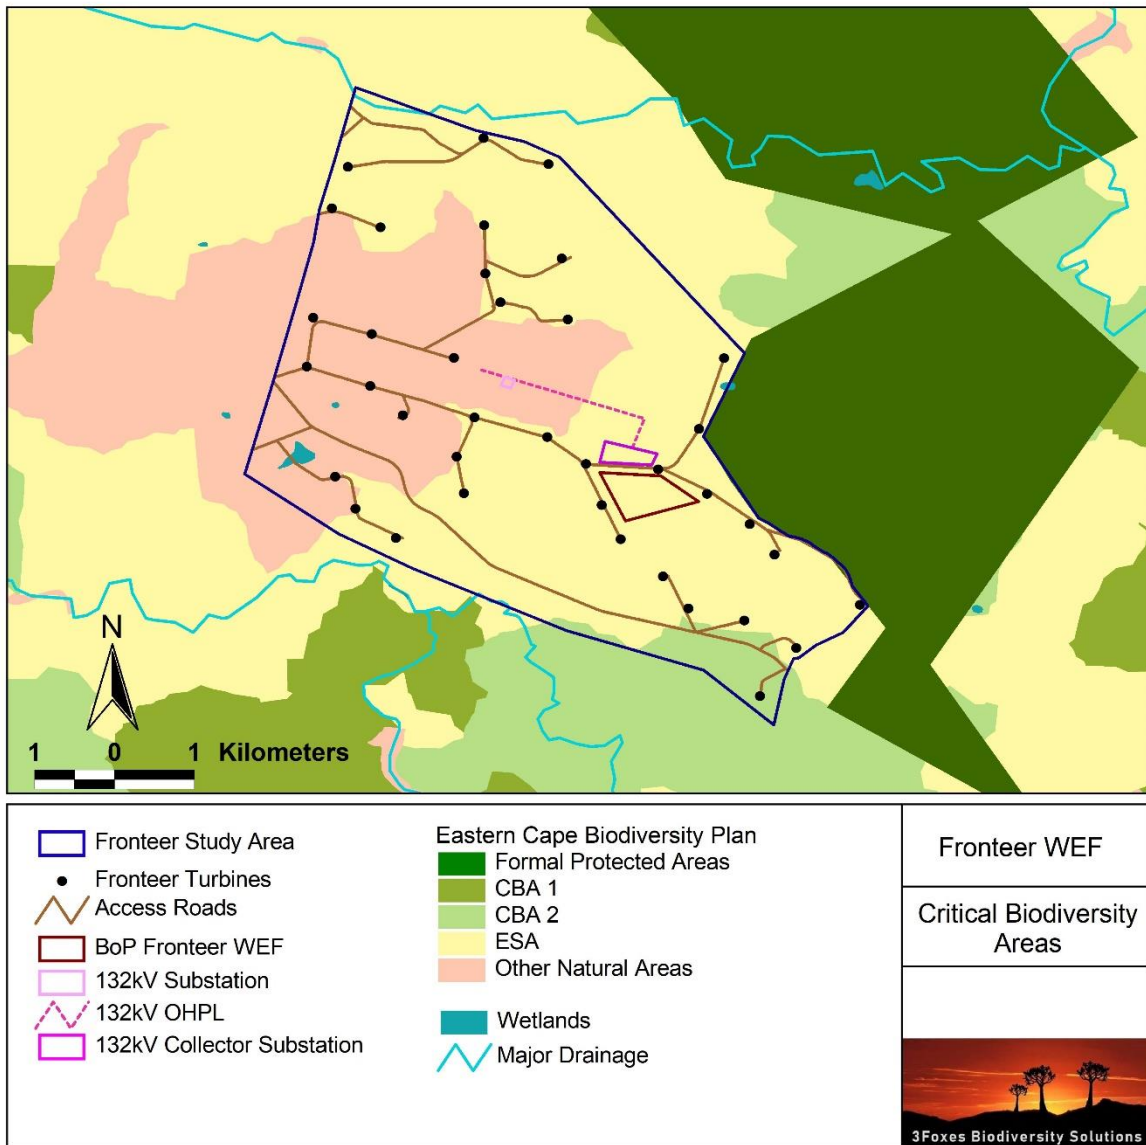 N
1 0 1 Kilometers
Fronteer Study Area
Fronteer Turbines
Access Roads
BoP Fronteer WEF
132kV Substation
132kV OHPL
132kV Collector Substation
Eastern Cape Biodiversity Plan
Formal Protected Areas
CBA 1
CBA 2
ESA
Other Natural Areas
Wetlands
Major Drainage
Fronteer WEF
Critical Biodiversity
Areas
3Foxes Biodiversity Solutions